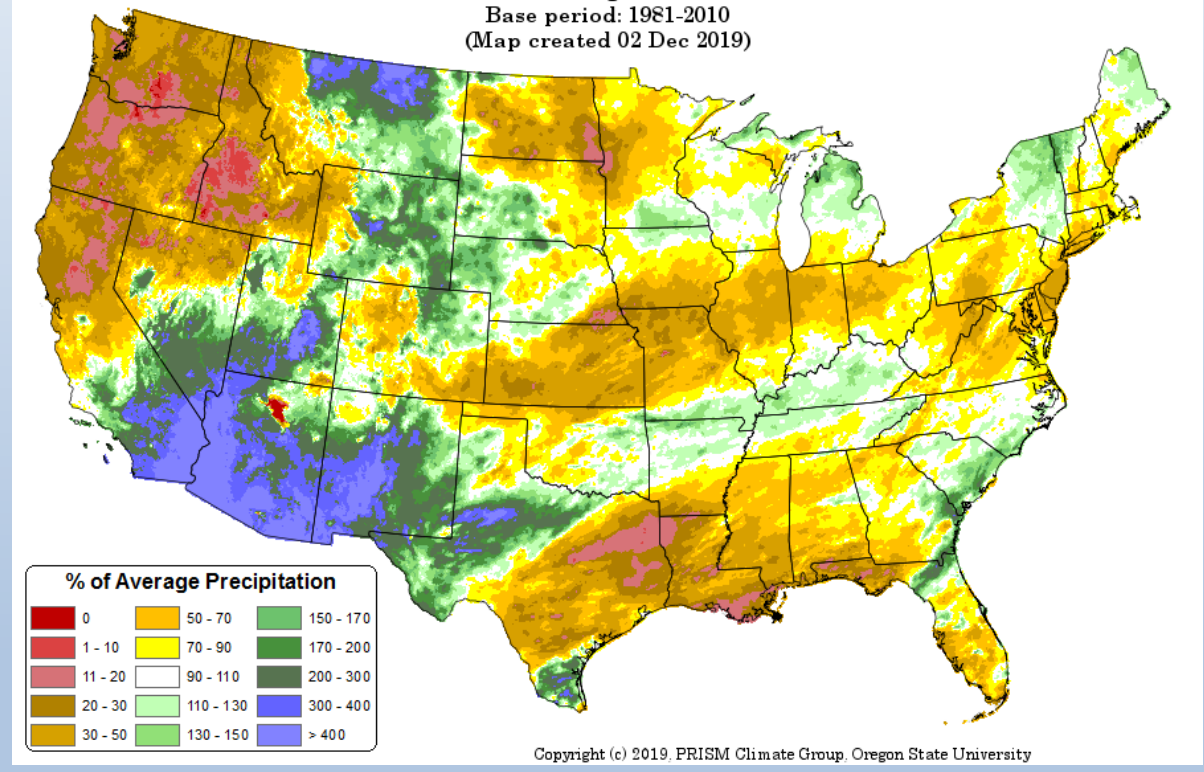 Base period: 1981-2010
(Map created 02 Dec 2019)
% of Average Precipitation
0
50 - 70
150 - 170
1 - 10
70 - 90
170 - 200
11 - 20
90 - 110
200 - 300
20 - 30
110 - 130
300 - 400
30 - 50
130 - 150
> 400
Copyright (c) 2019, PRISM Climate Group, Oregon State University